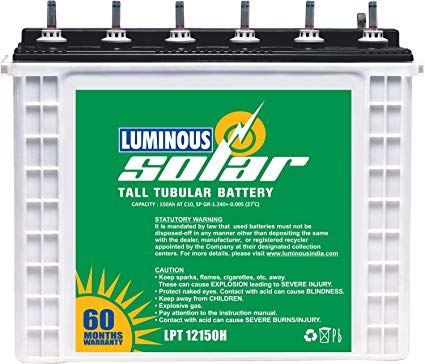 LUMINOUS
solar
TALL TUBULAR BATTERY
CAPACITY : 150Ah AT C10, SP GR-1.240+-0.005 (27°C)
STATUTORY WARNING
It is mandated by law that used batteries must not be
disposed-off in any manner other than depositing the same
with the dealer, manufacturer, or registered recycler
appointed by the Company at their designated collection
centers. For more details, please visit www.luminousindia.com
CAUTION
• Keep sparks, flames, cigarettes, etc. away.
These can cause EXPLOSION leading to SEVERE INJURY.
• Protect naked eyes. Contact with acid can cause BLINDNESS.
• Keep away from CHILDREN.
• Explosive gas.
• Pay attention to the instruction manual.
• Contact with acid can cause SEVERE BURNS/INJURY.
60
MONTHS
WARRANTY
LPT 12150H
Pb